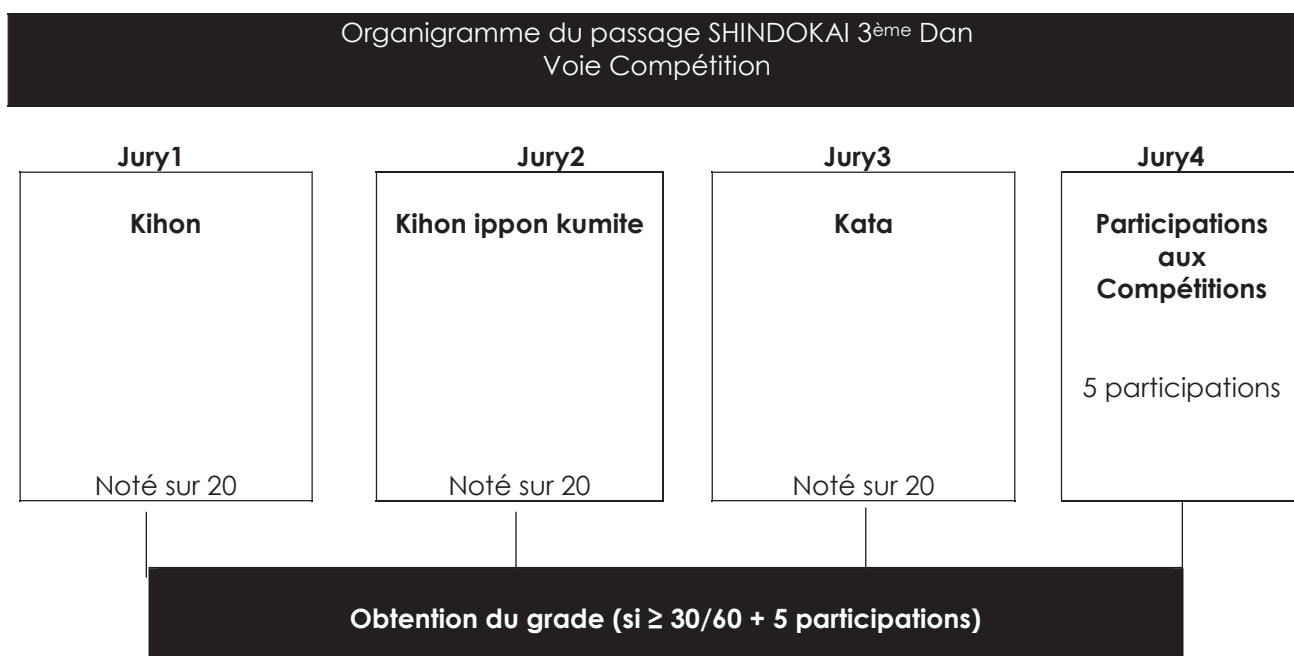 Organigramme du passage SHINDOKAI 3ème Dan
Voie Compétition
Jury1
Kihon
Noté sur 20
Jury2
Kihon ippon kumite
Noté sur 20
Jury3
Kata
Noté sur 20
Jury4
Participations
aux
Compétitions
5 participations
Obtention du grade (si ≥ 30/60 + 5 participations)